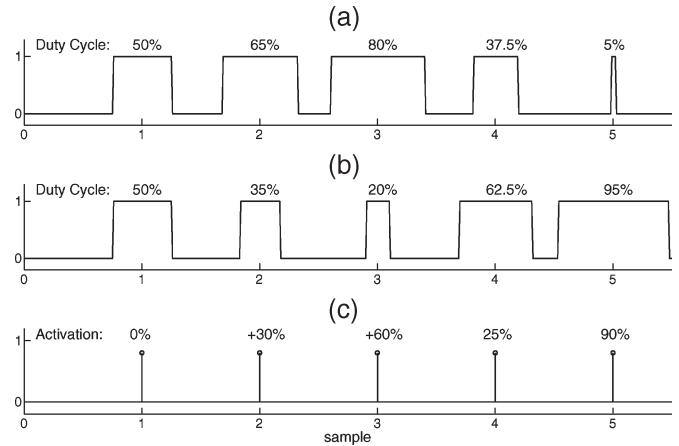 (a)
Duty Cycle: 50% 65% 80% 37.5% 5%
1
0
0 1 2 3 4 5
(b)
Duty Cycle: 50% 35% 20% 62.5% 95%
1
0
0 1 2 3 4 5
(c)
Activation: 0% +30% +60% 25% 90%
1
0
0 1 2 3 4 5
sample